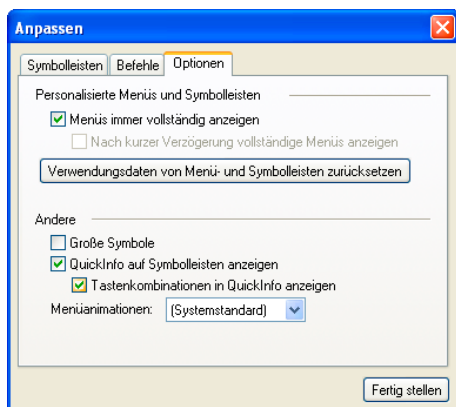 Anpassen
Symbolleisten Befehle Optionen
Personalisierte Menüs und Symbolleisten
Menüs immer vollständig anzeigen
Nach kurzer Verzögerung vollständige Menüs anzeigen
Verwendungsdaten von Menü- und Symbolleisten zurücksetzen
Andere
Große Symbole
QuickInfo auf Symbolleisten anzeigen
Tastenkombinationen in QuickInfo anzeigen
Menüanimationen: (Systemstandard)
Fertig stellen